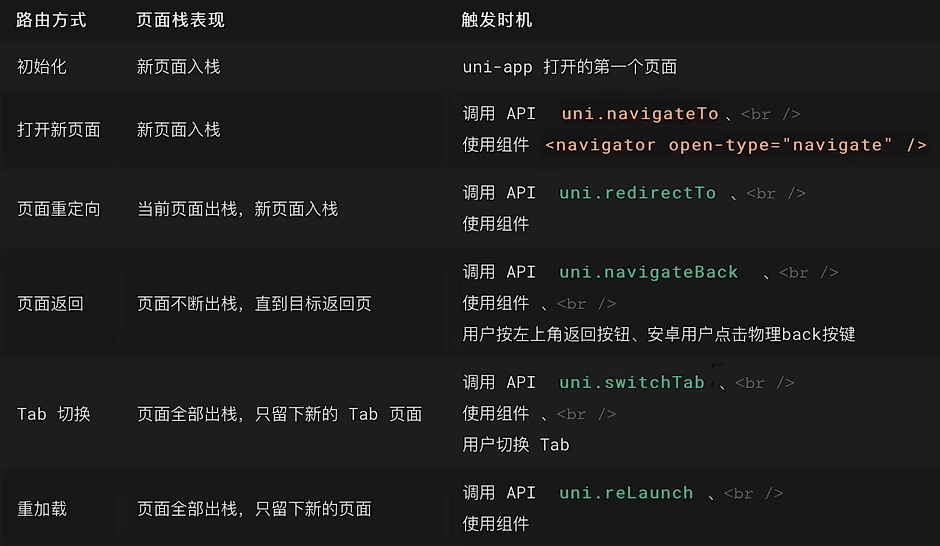 路由方式 页面栈表现 触发时机
初始化 新页面入栈 uni-app 打开的第一个页面
打开新页面 新页面入栈 调用 API uni.navigateTo 、<br />
使用组件 <navigator open-type="navigate" />
页面重定向 当前页面出栈，新页面入栈 调用 API uni.redirectTo 、<br />
使用组件
页面返回 页面不断出栈，直到目标返回页 调用 API uni.navigateBack 、<br />
使用组件 、<br />
用户按左上角返回按钮、安卓用户点击物理back按键
Tab 切换 页面全部出栈，只留下新的 Tab 页面 调用 API uni.switchTab 、<br />
使用组件 、<br />
用户切换 Tab
重加载 页面全部出栈，只留下新的页面 调用 API uni.reLaunch 、<br />
使用组件